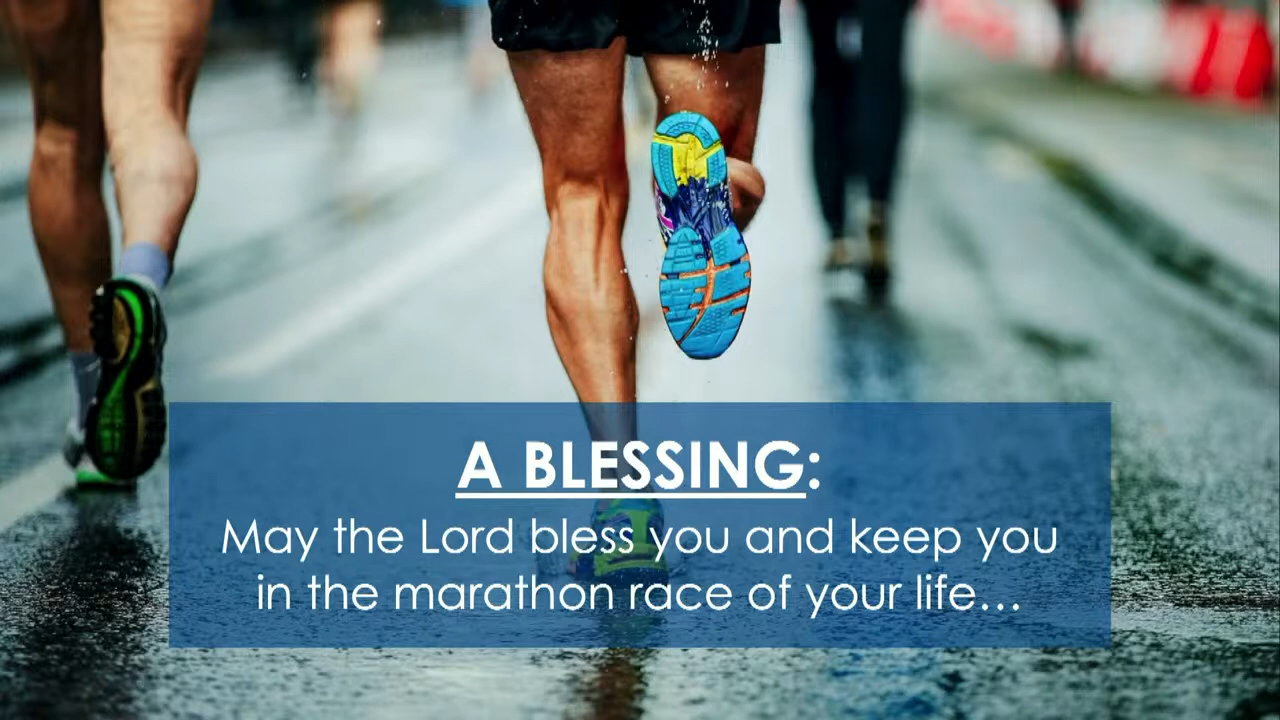 A BLESSING:
May the Lord bless you and keep you
in the marathon race of your life…